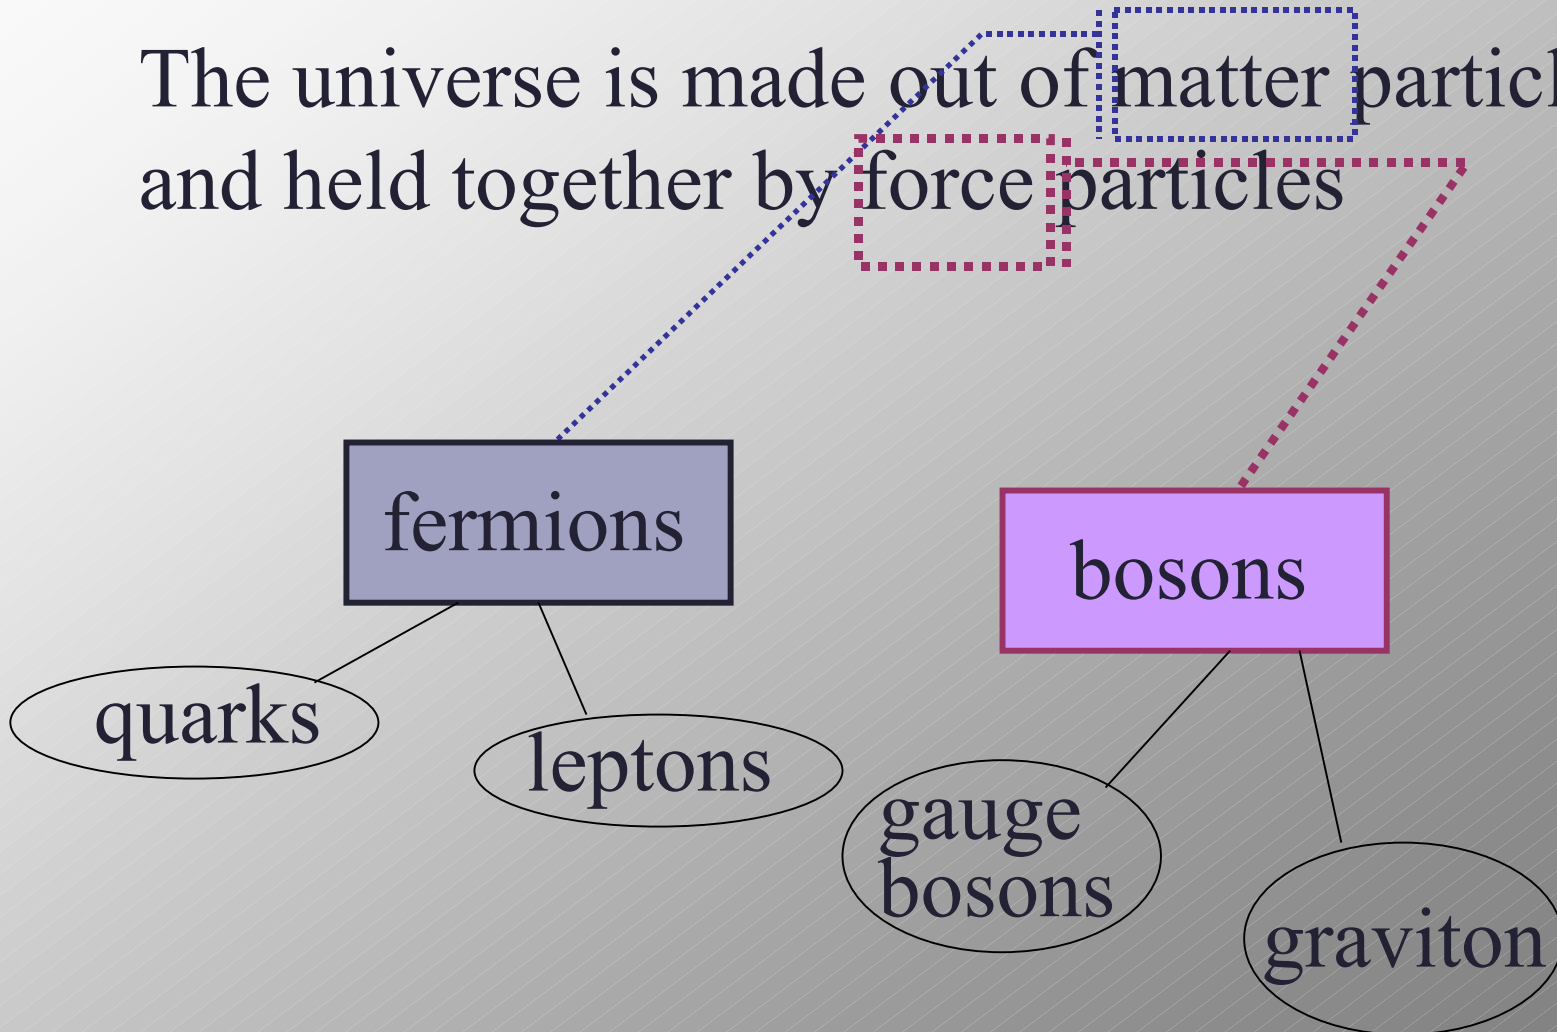 The universe is made out of matter particl
and held together by force particles
fermions
bosons
quarks
leptons
gauge
bosons
graviton